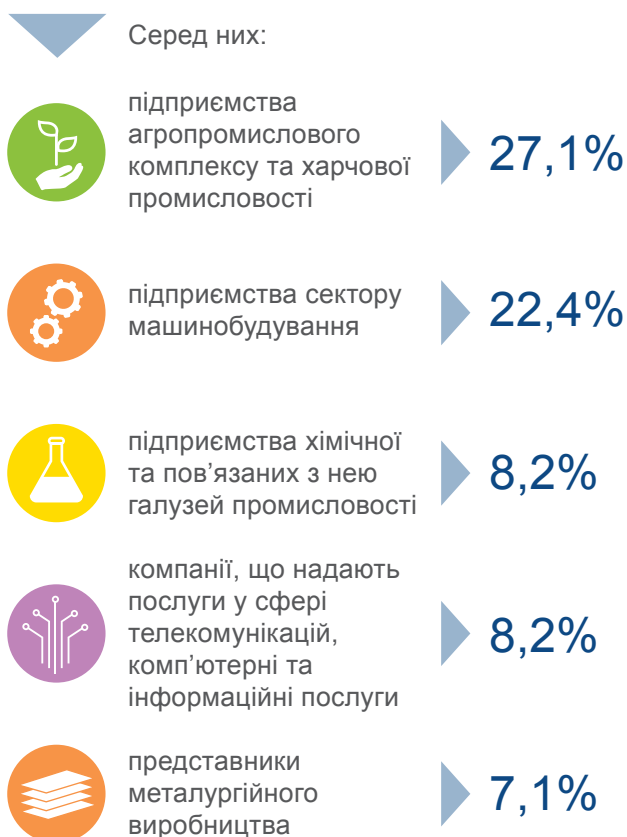 Серед них:
підприємства
агропромислового
комплексу та харчової
промисловості
27,1%
підприємства сектору
машинобудування
22,4%
підприємства хімічної
та пов’язаних з нею
галузей промисловості
8,2%
компанії, що надають
послуги у сфері
телекомунікацій,
комп’ютерні та
інформаційні послуги
8,2%
представники
металургійного
виробництва
7,1%